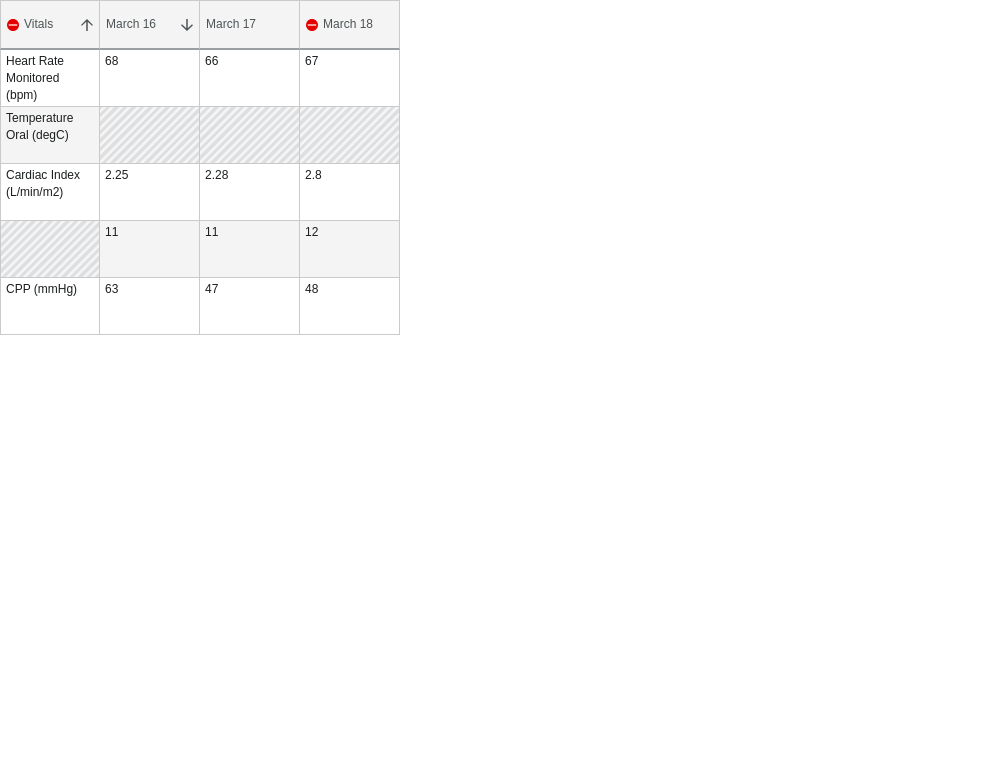 Vitals March 16 March 17 March 18
Heart Rate 68 66 67
Monitored
(bpm)
Temperature
Oral (degC)
Cardiac Index 2.25 2.28 2.8
(L/min/m2)
11 11 12
CPP (mmHg) 63 47 48